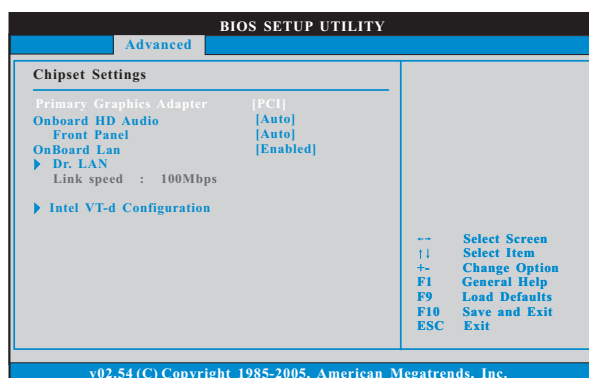 BIOS SETUP UTILITY
Advanced
Chipset Settings
Primary Graphics Adapter [PCI]
Onboard HD Audio [Auto]
Front Panel [Auto]
OnBoard Lan [Enabled]
Dr. LAN
Link speed : 100Mbps
Intel VT-d Configuration
←→ Select Screen
↑↓ Select Item
+- Change Option
F1 General Help
F9 Load Defaults
F10 Save and Exit
ESC Exit
v02.54 (C) Copyright 1985-2005, American Megatrends, Inc.